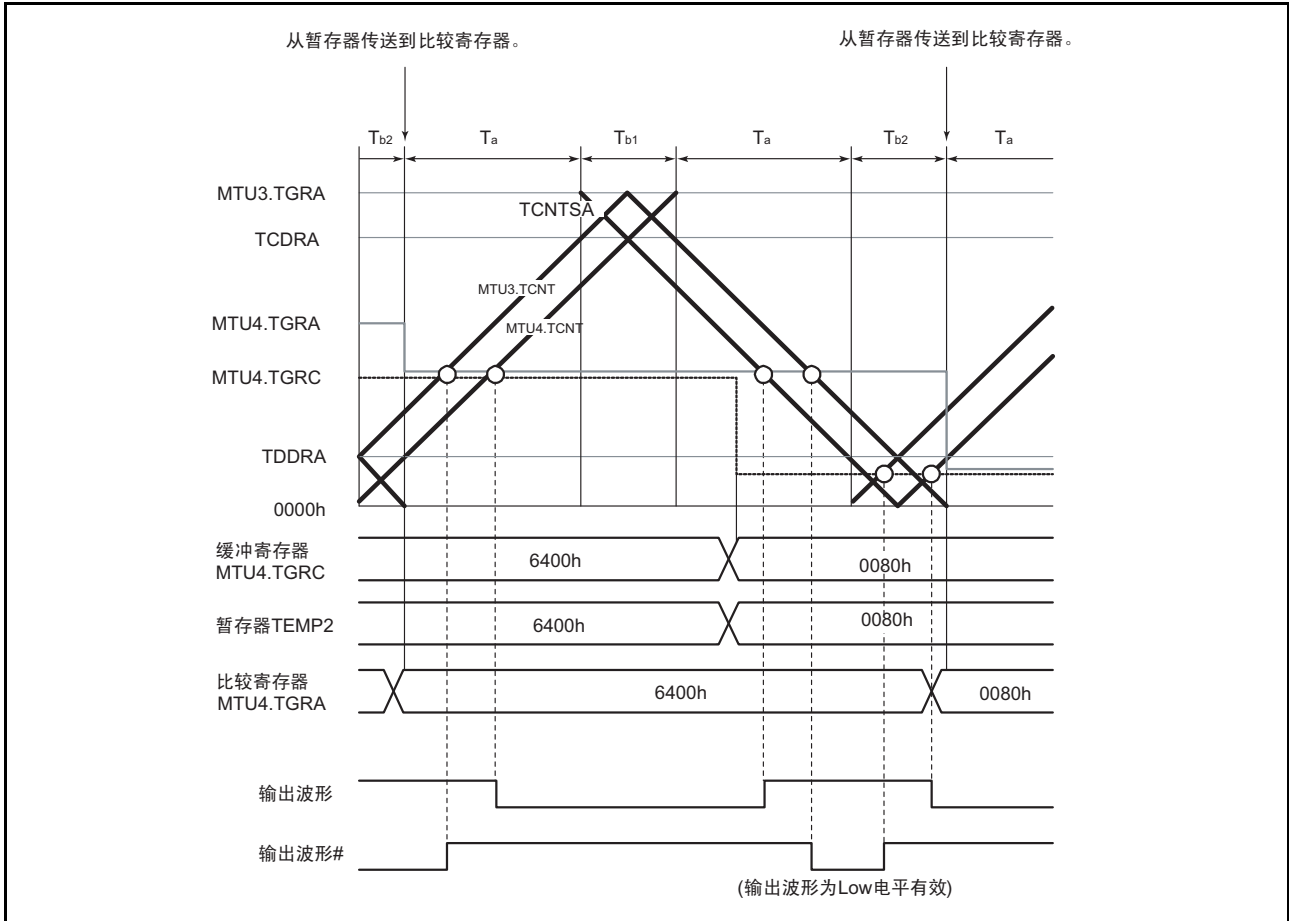 从暂存器传送到比较寄存器。
从暂存器传送到比较寄存器。
Tb2
Ta
Tb1
Ta
Tb2
Ta
MTU3.TGRA
TCNTSA
TCDRA
MTU3.TCNT
MTU4.TGRA
MTU4.TCNT
MTU4.TGRC
TDDRA
0000h
缓冲寄存器
MTU4.TGRC
6400h
0080h
暂存器TEMP2
6400h
0080h
比较寄存器
MTU4.TGRA
6400h
0080h
输出波形
输出波形#
(输出波形为Low电平有效)